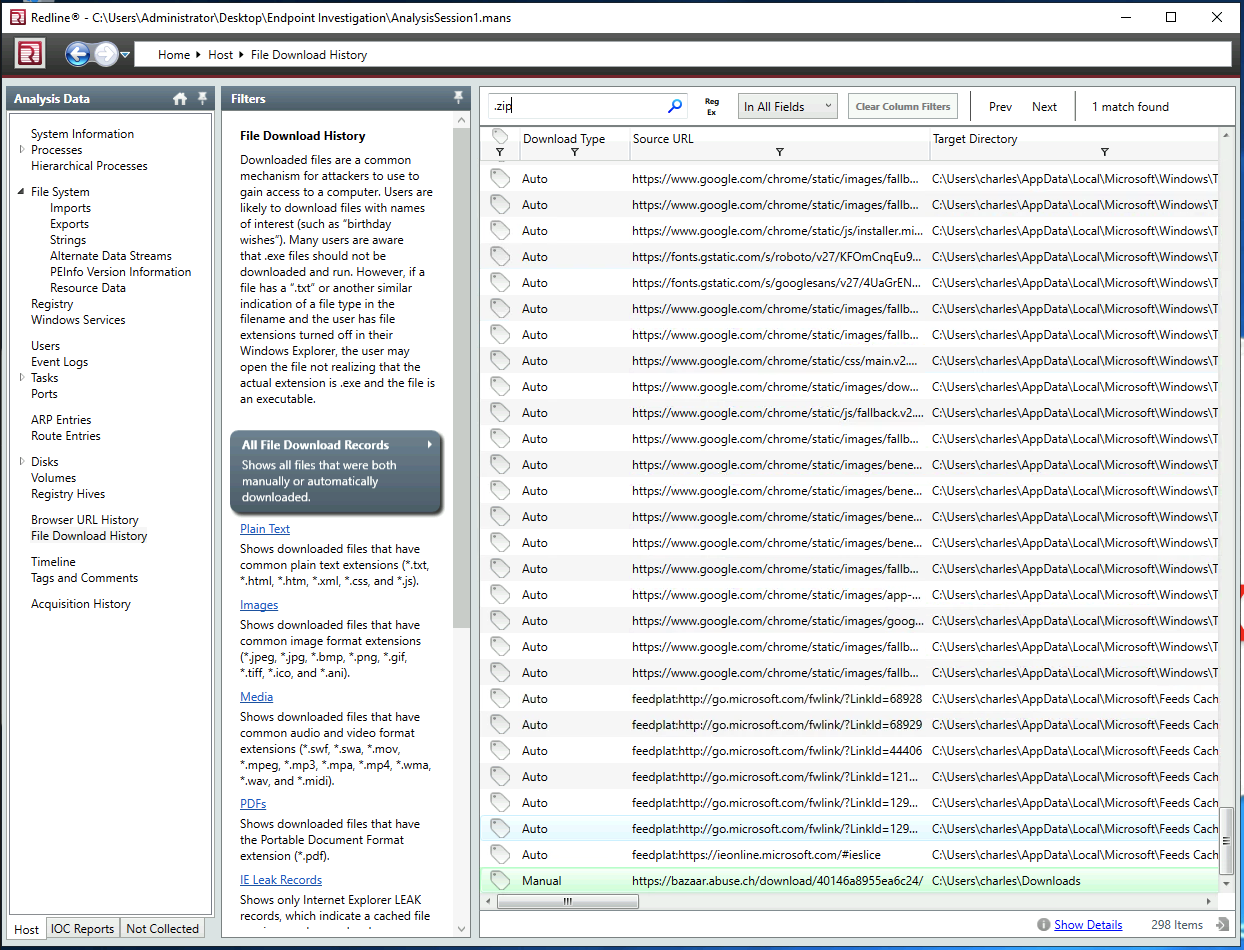 Redline® - C:\Users\Administrator\Desktop\Endpoint Investigation\AnalysisSession1.mans
Home Host File Download History
Analysis Data
System Information
Processes
Hierarchical Processes
File System
Imports
Exports
Strings
Alternate Data Streams
PEInfo Version Information
Resource Data
Registry
Windows Services
Users
Event Logs
Tasks
Ports
ARP Entries
Route Entries
Disks
Volumes
Registry Hives
Browser URL History
File Download History
Timeline
Tags and Comments
Acquisition History
Host IOC Reports Not Collected
Filters
File Download History
Downloaded files are a common
mechanism for attackers to use to
gain access to a computer. Users are
likely to download files with names
of interest (such as “birthday
wishes”). Many users are aware
that .exe files should not be
downloaded and run. However, if a
file has a “.txt” or another similar
indication of a file type in the
filename and the user has file
extensions turned off in their
Windows Explorer, the user may
open the file not realizing that the
actual extension is .exe and the file is
an executable.
All File Download Records
Shows all files that were both
manually or automatically
downloaded.
Plain Text
Shows downloaded files that have
common plain text extensions (*.txt,
*.html, *.htm, *.xml, *.css, and *.js).
Images
Shows downloaded files that have
common image format extensions
(*.jpeg, *.jpg, *.bmp, *.png, *.gif,
*.tiff, *.ico, and *.ani).
Media
Shows downloaded files that have
common audio and video format
extensions (*.swf, *.swa, *.mov,
*.mpeg, *.mp3, *.mpa, *.mp4, *.wma,
*.wav, and *.midi).
PDFs
Shows downloaded files that have
the Portable Document Format
extension (*.pdf).
IE Leak Records
Shows only Internet Explorer LEAK
records, which indicate a cached file
.zip Reg Ex In All Fields Clear Column Filters Prev Next 1 match found
Download Type Source URL Target Directory
Auto https://www.google.com/chrome/static/images/fallb... C:\Users\charles\AppData\Local\Microsoft\Windows\T
Auto https://www.google.com/chrome/static/images/fallb... C:\Users\charles\AppData\Local\Microsoft\Windows\T
Auto https://www.google.com/chrome/static/js/installer.mi... C:\Users\charles\AppData\Local\Microsoft\Windows\T
Auto https://fonts.gstatic.com/s/roboto/v27/KFOmCnqEu9... C:\Users\charles\AppData\Local\Microsoft\Windows\T
Auto https://fonts.gstatic.com/s/googlesans/v27/4UaGrEN... C:\Users\charles\AppData\Local\Microsoft\Windows\T
Auto https://www.google.com/chrome/static/images/fallb... C:\Users\charles\AppData\Local\Microsoft\Windows\T
Auto https://www.google.com/chrome/static/images/fallb... C:\Users\charles\AppData\Local\Microsoft\Windows\T
Auto https://www.google.com/chrome/static/css/main.v2.... C:\Users\charles\AppData\Local\Microsoft\Windows\T
Auto https://www.google.com/chrome/static/images/dow... C:\Users\charles\AppData\Local\Microsoft\Windows\T
Auto https://www.google.com/chrome/static/js/fallback.v2.... C:\Users\charles\AppData\Local\Microsoft\Windows\T
Auto https://www.google.com/chrome/static/images/fallb... C:\Users\charles\AppData\Local\Microsoft\Windows\T
Auto https://www.google.com/chrome/static/images/bene... C:\Users\charles\AppData\Local\Microsoft\Windows\T
Auto https://www.google.com/chrome/static/images/bene... C:\Users\charles\AppData\Local\Microsoft\Windows\T
Auto https://www.google.com/chrome/static/images/bene... C:\Users\charles\AppData\Local\Microsoft\Windows\T
Auto https://www.google.com/chrome/static/images/bene... C:\Users\charles\AppData\Local\Microsoft\Windows\T
Auto https://www.google.com/chrome/static/images/fallb... C:\Users\charles\AppData\Local\Microsoft\Windows\T
Auto https://www.google.com/chrome/static/images/app-... C:\Users\charles\AppData\Local\Microsoft\Windows\T
Auto https://www.google.com/chrome/static/images/goog... C:\Users\charles\AppData\Local\Microsoft\Windows\T
Auto https://www.google.com/chrome/static/images/fallb... C:\Users\charles\AppData\Local\Microsoft\Windows\T
Auto https://www.google.com/chrome/static/images/fallb... C:\Users\charles\AppData\Local\Microsoft\Windows\T
Auto feedplat:http://go.microsoft.com/fwlink/?LinkId=68928 C:\Users\charles\AppData\Local\Microsoft\Feeds Cach
Auto feedplat:http://go.microsoft.com/fwlink/?LinkId=68929 C:\Users\charles\AppData\Local\Microsoft\Feeds Cach
Auto feedplat:http://go.microsoft.com/fwlink/?LinkId=44406 C:\Users\charles\AppData\Local\Microsoft\Feeds Cach
Auto feedplat:http://go.microsoft.com/fwlink/?LinkId=121... C:\Users\charles\AppData\Local\Microsoft\Feeds Cach
Auto feedplat:http://go.microsoft.com/fwlink/?LinkId=129... C:\Users\charles\AppData\Local\Microsoft\Feeds Cach
Auto feedplat:http://go.microsoft.com/fwlink/?LinkId=129... C:\Users\charles\AppData\Local\Microsoft\Feeds Cach
Auto feedplat:https://ieonline.microsoft.com/#ieslice C:\Users\charles\AppData\Local\Microsoft\Feeds Cach
Manual https://bazaar.abuse.ch/download/40146a8955ea6c24/ C:\Users\charles\Downloads
Show Details 298 Items